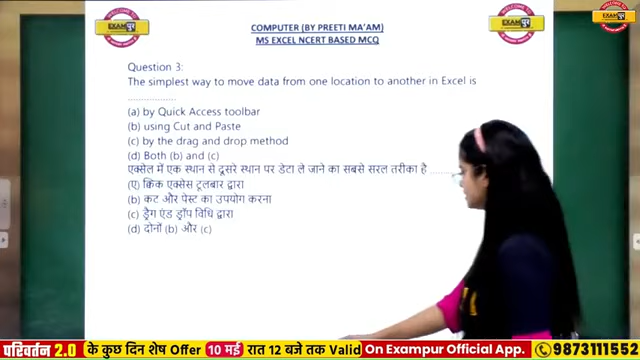 COMPUTER (BY PREETI MA'AM)
MS EXCEL NCERT BASED MCQ
Question 3:
The simplest way to move data from one location to another in Excel is
..................
(a) by Quick Access toolbar
(b) using Cut and Paste
(c) by the drag and drop method
(d) Both (b) and (c)
एक्सेल में एक स्थान से दूसरे स्थान पर डेटा ले जाने का सबसे सरल तरीका है
(ए) क्विक एक्सेस टूलबार द्वारा
(b) कट और पेस्ट का उपयोग करना
(c) ड्रैग एंड ड्रॉप विधि द्वारा
(d) दोनों (b) और (c)
परिवर्तन 2.0 के कुछ दिन शेष Offer 10 मई रात 12 बजे तक Valid On Exampur Official App. 9873111552